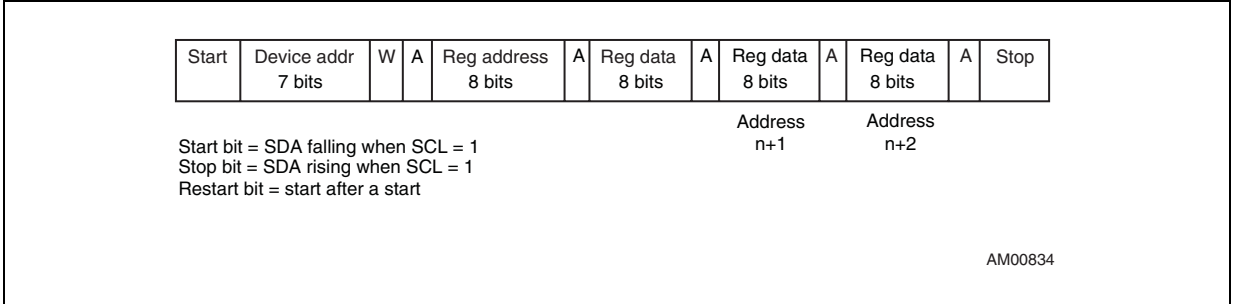 Start Device addr 7 bits W A Reg address 8 bits A Reg data 8 bits A Reg data 8 bits A Reg data 8 bits A Stop
Address n+1 Address n+2
Start bit = SDA falling when SCL = 1
Stop bit = SDA rising when SCL = 1
Restart bit = start after a start
AM00834